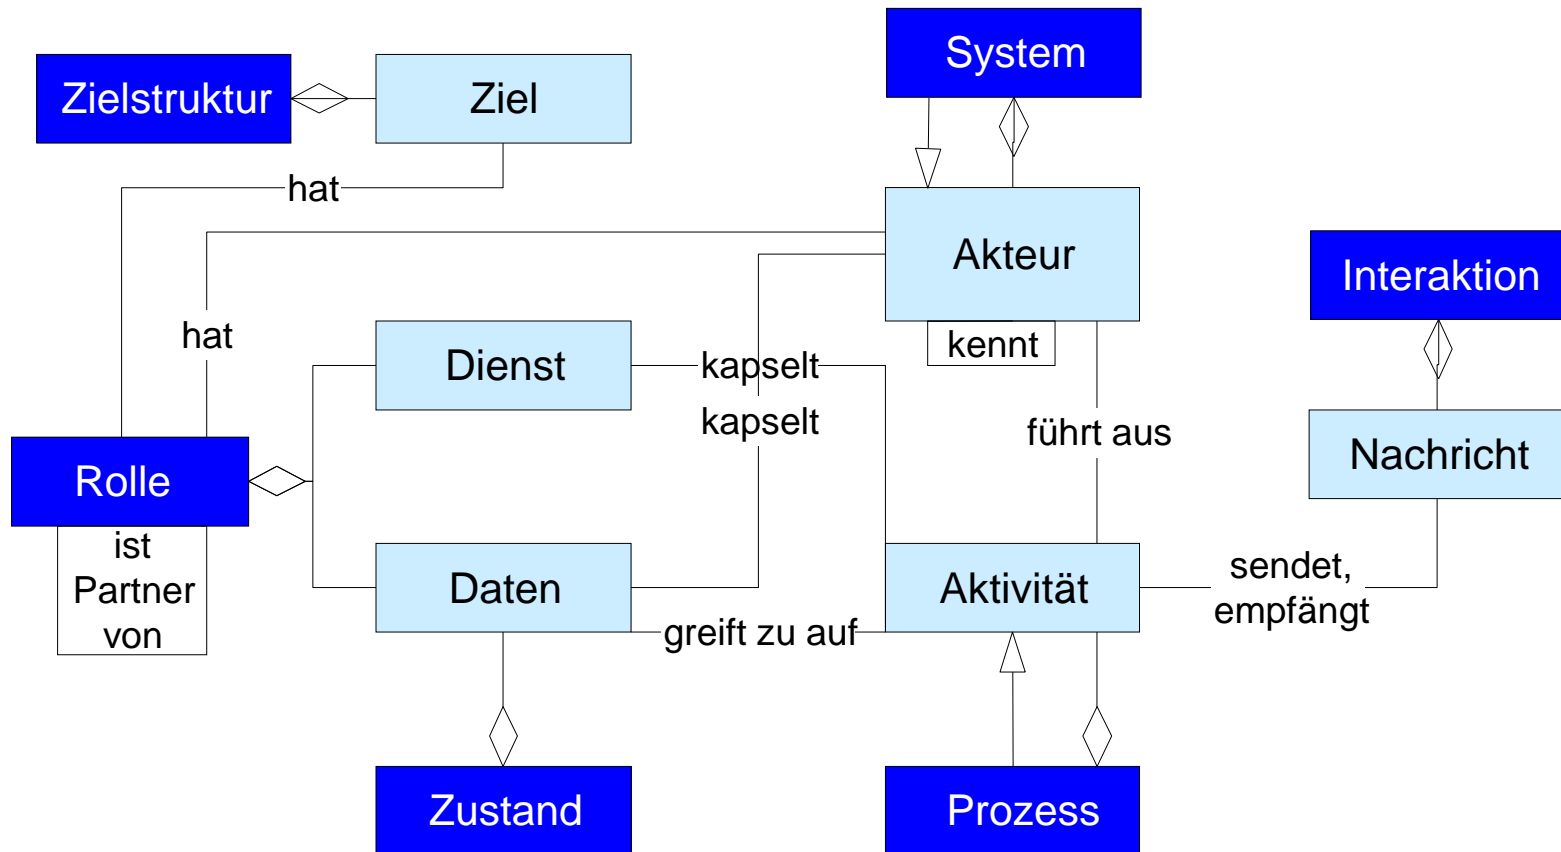 System
Zielstruktur
Ziel
hat
Akteur
Interaktion
hat
Dienst
kapselt
kennt
kapselt
führt aus
Nachricht
Rolle
ist
Partner
von
Daten
Aktivität
sendet,
empfängt
greift zu auf
Zustand
Prozess